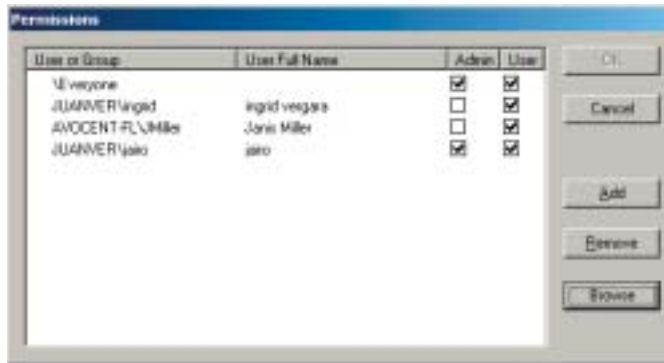 Permissions
User or Group User Full Name Admin User
\Everyone
JUANVER\ingrid ingrid vergara
AVOCENT-FL\JMiller Janis Miller
JUANVER\jairo jairo
OK
Cancel
Add
Remove
Browse